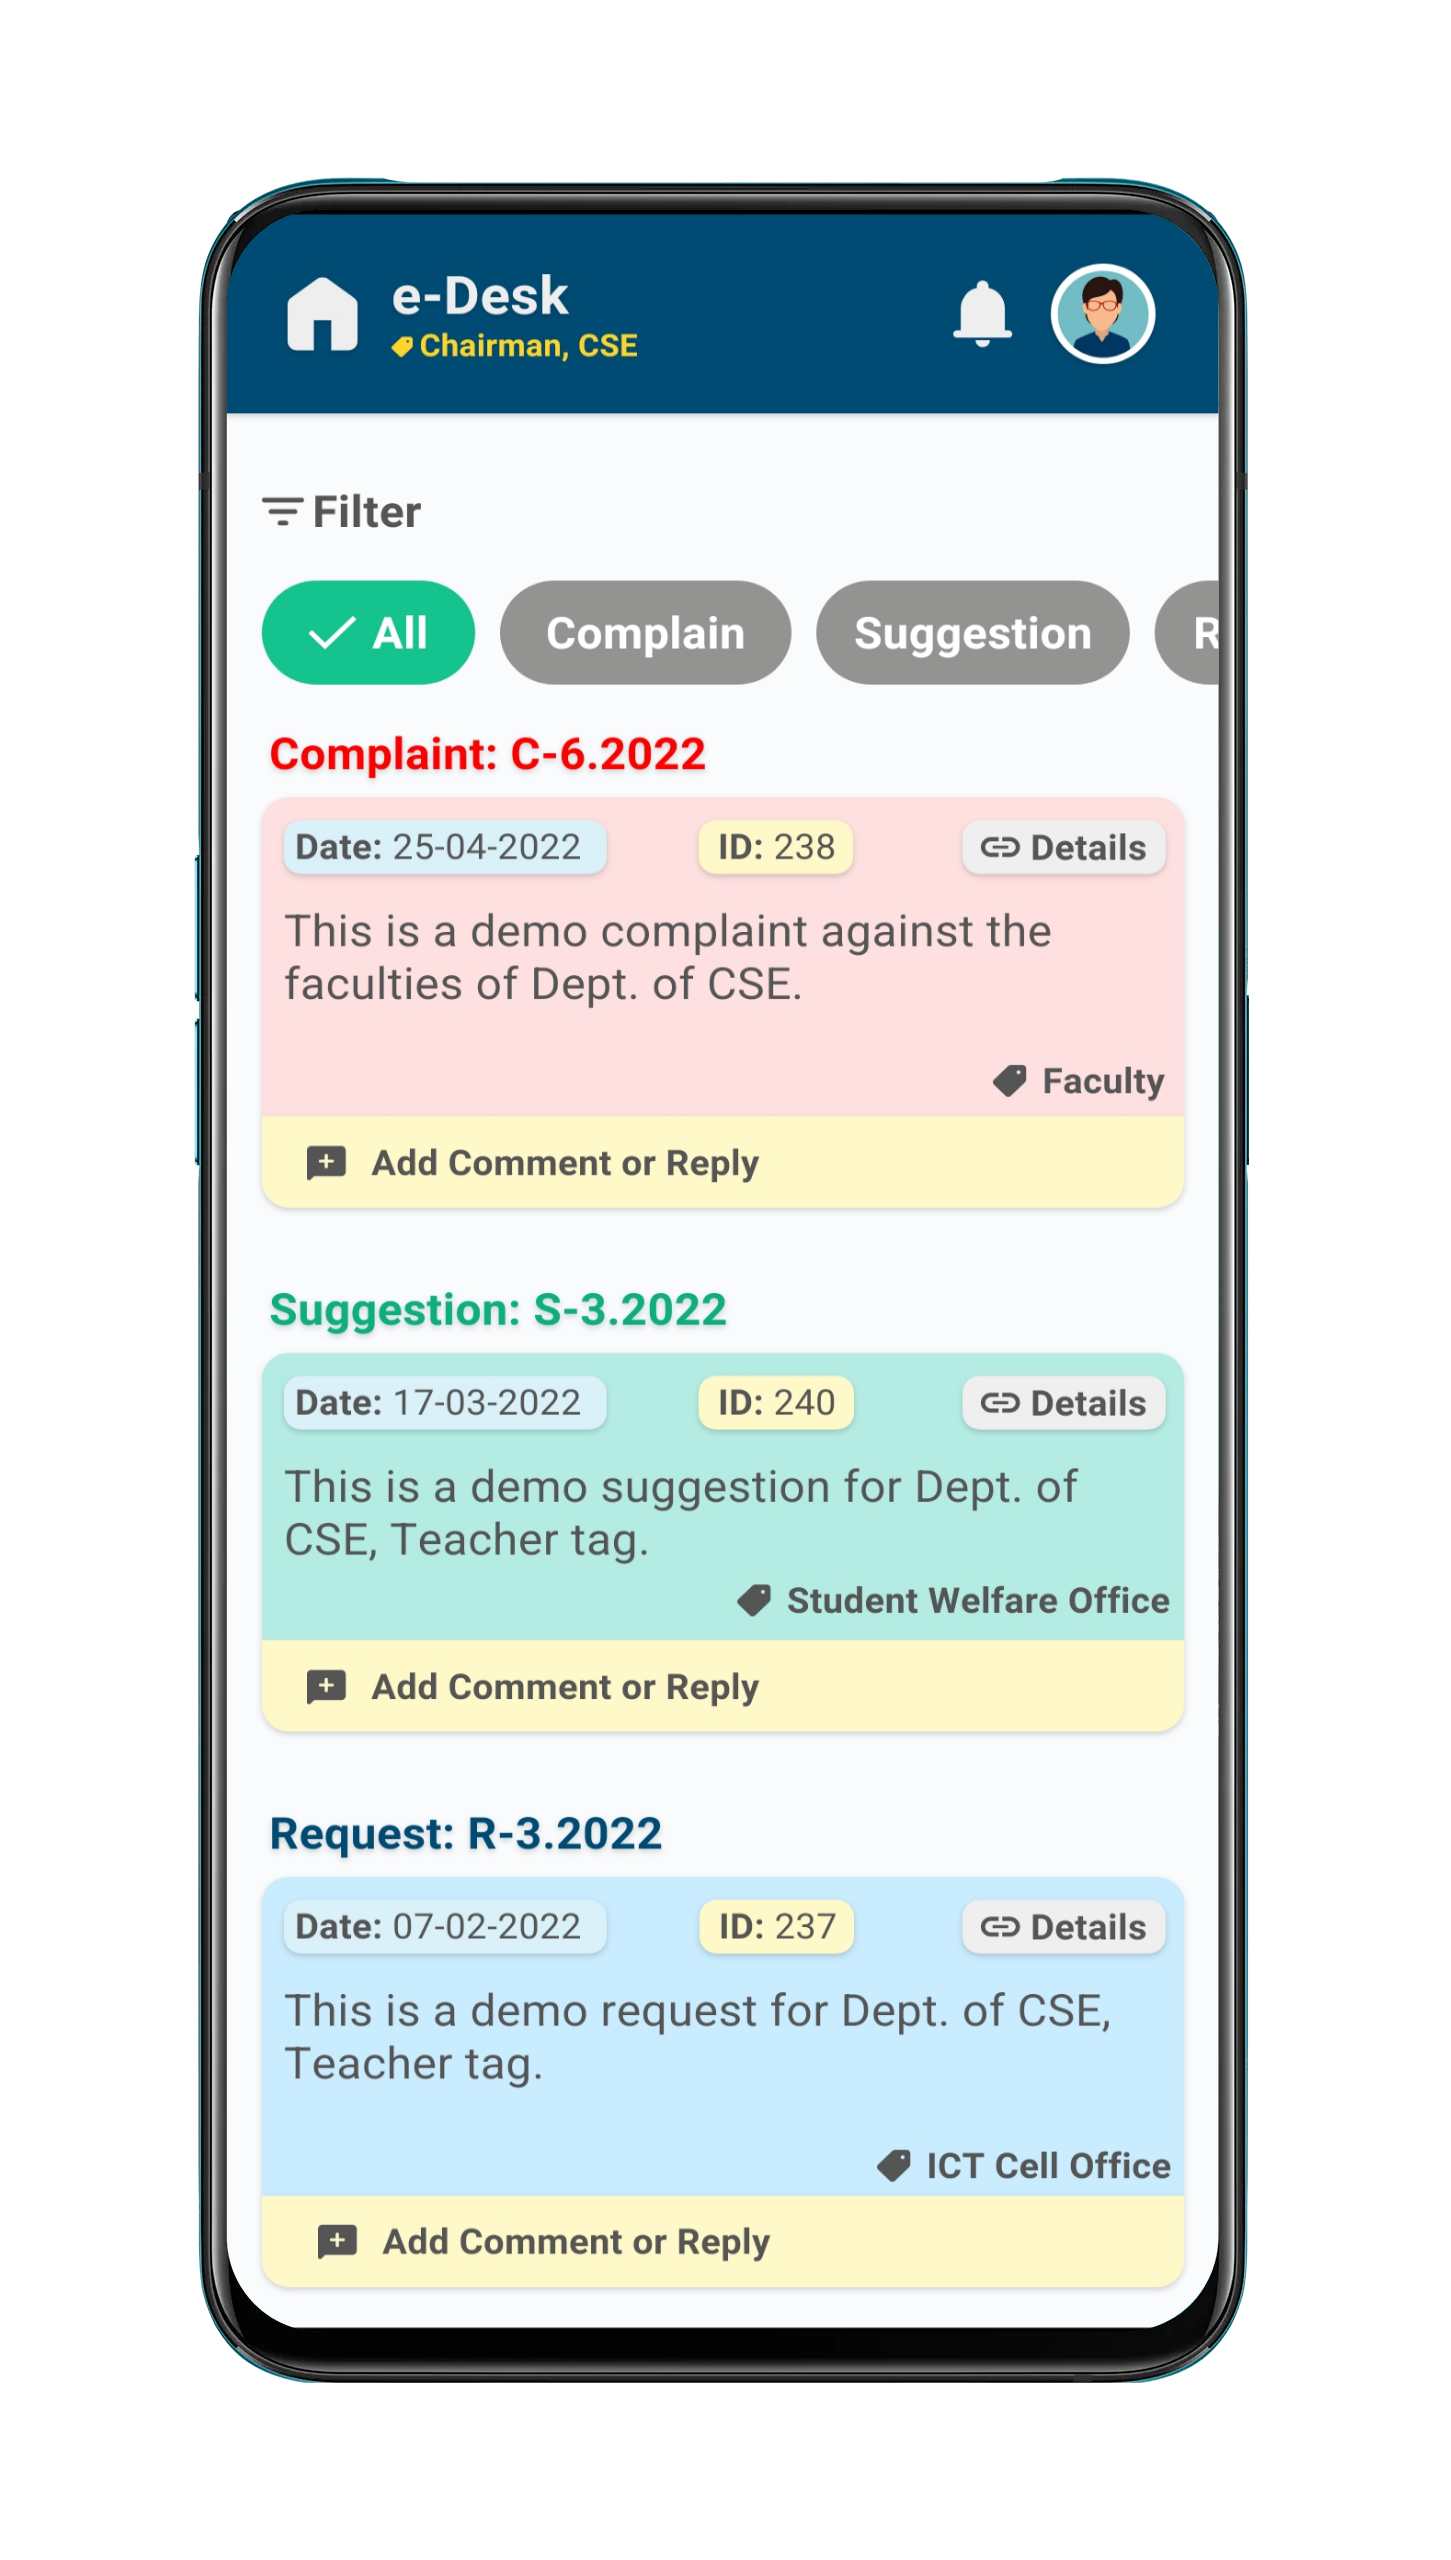 e-Desk
Chairman, CSE
Filter
All Complain Suggestion R
Complaint: C-6.2022
Date: 25-04-2022 ID: 238 Details
This is a demo complaint against the
faculties of Dept. of CSE.
Faculty
Add Comment or Reply
Suggestion: S-3.2022
Date: 17-03-2022 ID: 240 Details
This is a demo suggestion for Dept. of
CSE, Teacher tag.
Student Welfare Office
Add Comment or Reply
Request: R-3.2022
Date: 07-02-2022 ID: 237 Details
This is a demo request for Dept. of CSE,
Teacher tag.
ICT Cell Office
Add Comment or Reply